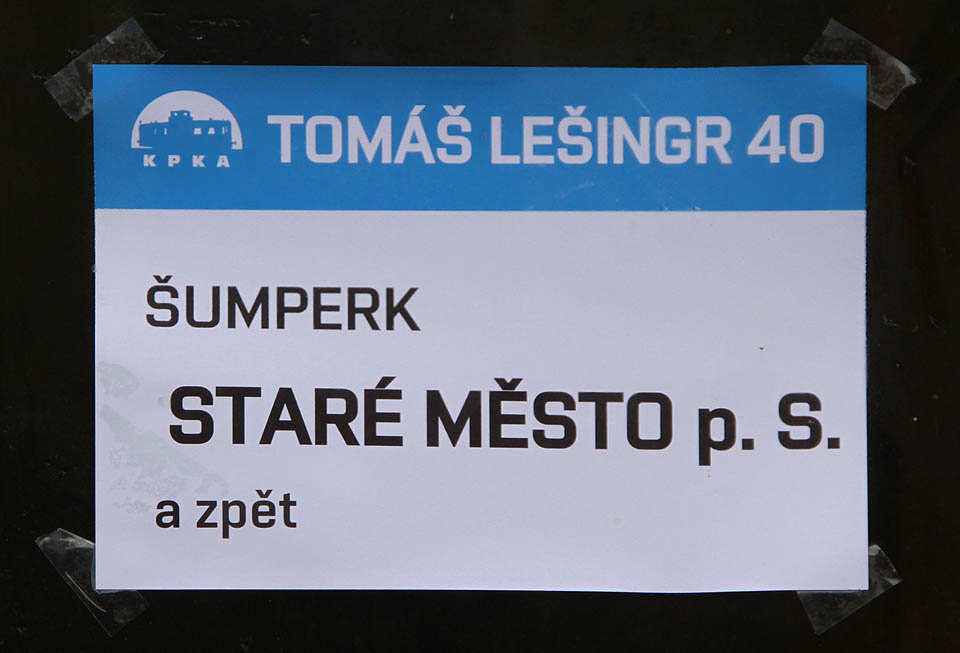 KPKA
TOMÁŠ LEŠINGR 40
ŠUMPERK
STARÉ MĚSTO p. S.
a zpět